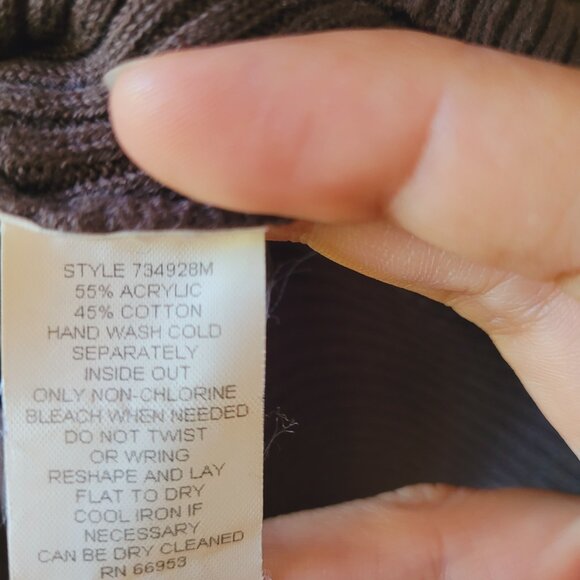 STYLE 734928M
55% ACRYLIC
45% COTTON
HAND WASH COLD
SEPARATELY
INSIDE OUT
ONLY NON-CHLORINE
BLEACH WHEN NEEDED
DO NOT TWIST
OR WRING
RESHAPE AND LAY
FLAT TO DRY
COOL IRON IF
NECESSARY
CAN BE DRY CLEANED
RN 66953